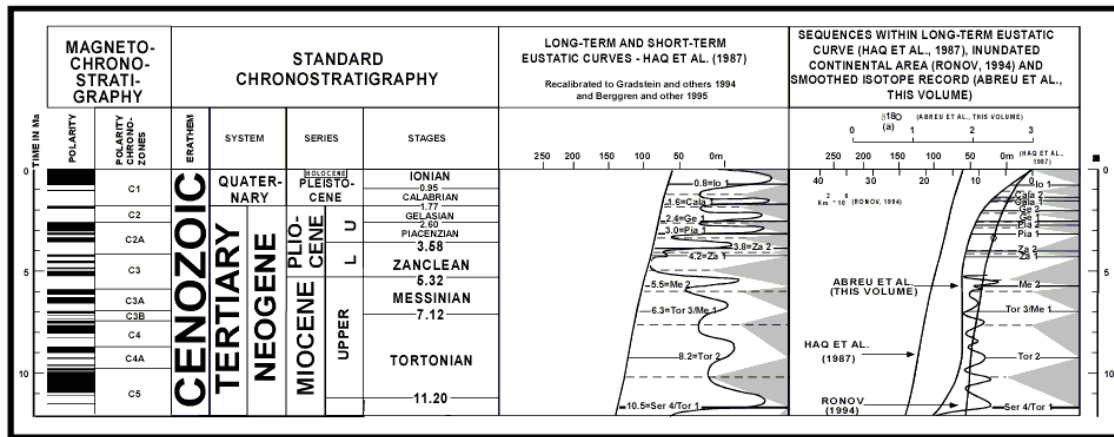 MAGNETO-
CHRONO-
STRATI-
GRAPHY
STANDARD
CHRONOSTRATIGRAPHY
LONG-TERM AND SHORT-TERM
EUSTATIC CURVES - HAQ ET AL. (1987)
Recalibrated to Gradstein and others 1994
and Berggren and other 1995
SEQUENCES WITHIN LONG-TERM EUSTATIC
CURVE (HAQ ET AL., 1987), INUNDATED
CONTINENTAL AREA (RONOV, 1994) AND
SMOOTHED ISOTOPE RECORD (ABREU ET AL.,
THIS VOLUME)
TIME IN Ma
POLARITY
POLARITY
CHRONO-
ZONES
ERATHEM
SYSTEM
SERIES
STAGES
250 200 150 100 50 0m
S18O
(a)
(ABREU ET AL., THIS VOLUME)
0 1 2 3
250 200 150 100 50 0m
(HAQ ET AL.,
1987)
40 30 20 10 0
Km 2 * 10 6 (RONOV, 1994)
0
5
10
C1
C2
C2A
C3
C3A
C3B
C4
C4A
C5
CENOZOIC
QUATER-
NARY
TERTIARY
NEOGENE
HOLOCENE
PLEISTO-
CENE
PLIO-
CENE
U
L
MIOCENE
UPPER
IONIAN
0.95
CALABRIAN
1.77
GELASIAN
2.60
PIACENZIAN
3.58
ZANCLEAN
5.32
MESSINIAN
7.12
TORTONIAN
11.20
0.8=Io 1
1.6=Cala 1
2.4=Ge 1
3.0=Pia 1
3.8=Za 2
4.2=Za 1
5.5=Me 2
6.3=Tor 3/Me 1
8.2=Tor 2
10.5=Ser 4/Tor 1
Io 1
Cala 2
Cala 1
Pia 2
Pia 1
Za 2
Za 1
Me 2
Tor 3/Me 1
Tor 2
Ser 4/Tor 1
ABREU ET AL.
(THIS VOLUME)
HAQ ET AL.
(1987)
RONOV
(1994)
0
5
10